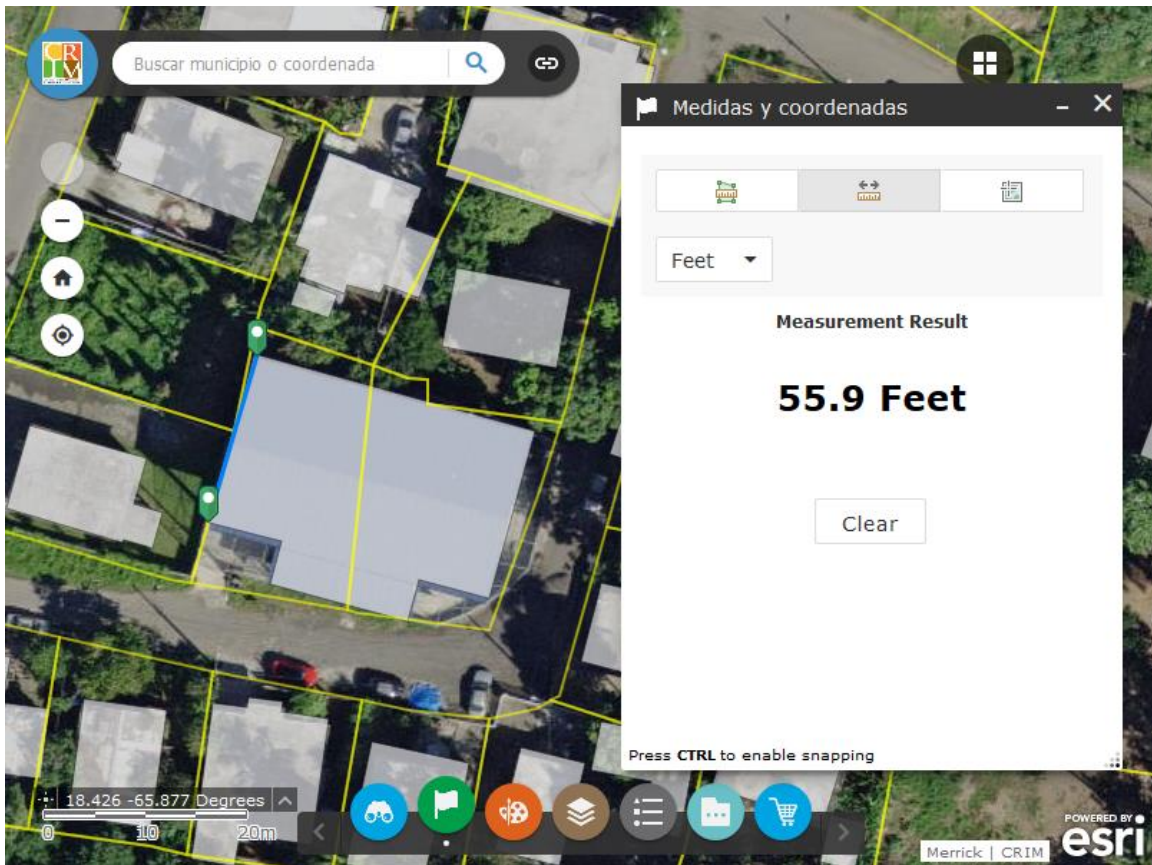 CRIM
Buscar municipio o coordenada
Medidas y coordenadas
Feet
Measurement Result
55.9 Feet
Clear
Press CTRL to enable snapping
18.426 -65.877 Degrees
0 10 20m
POWERED BY
esri
Merrick | CRIM